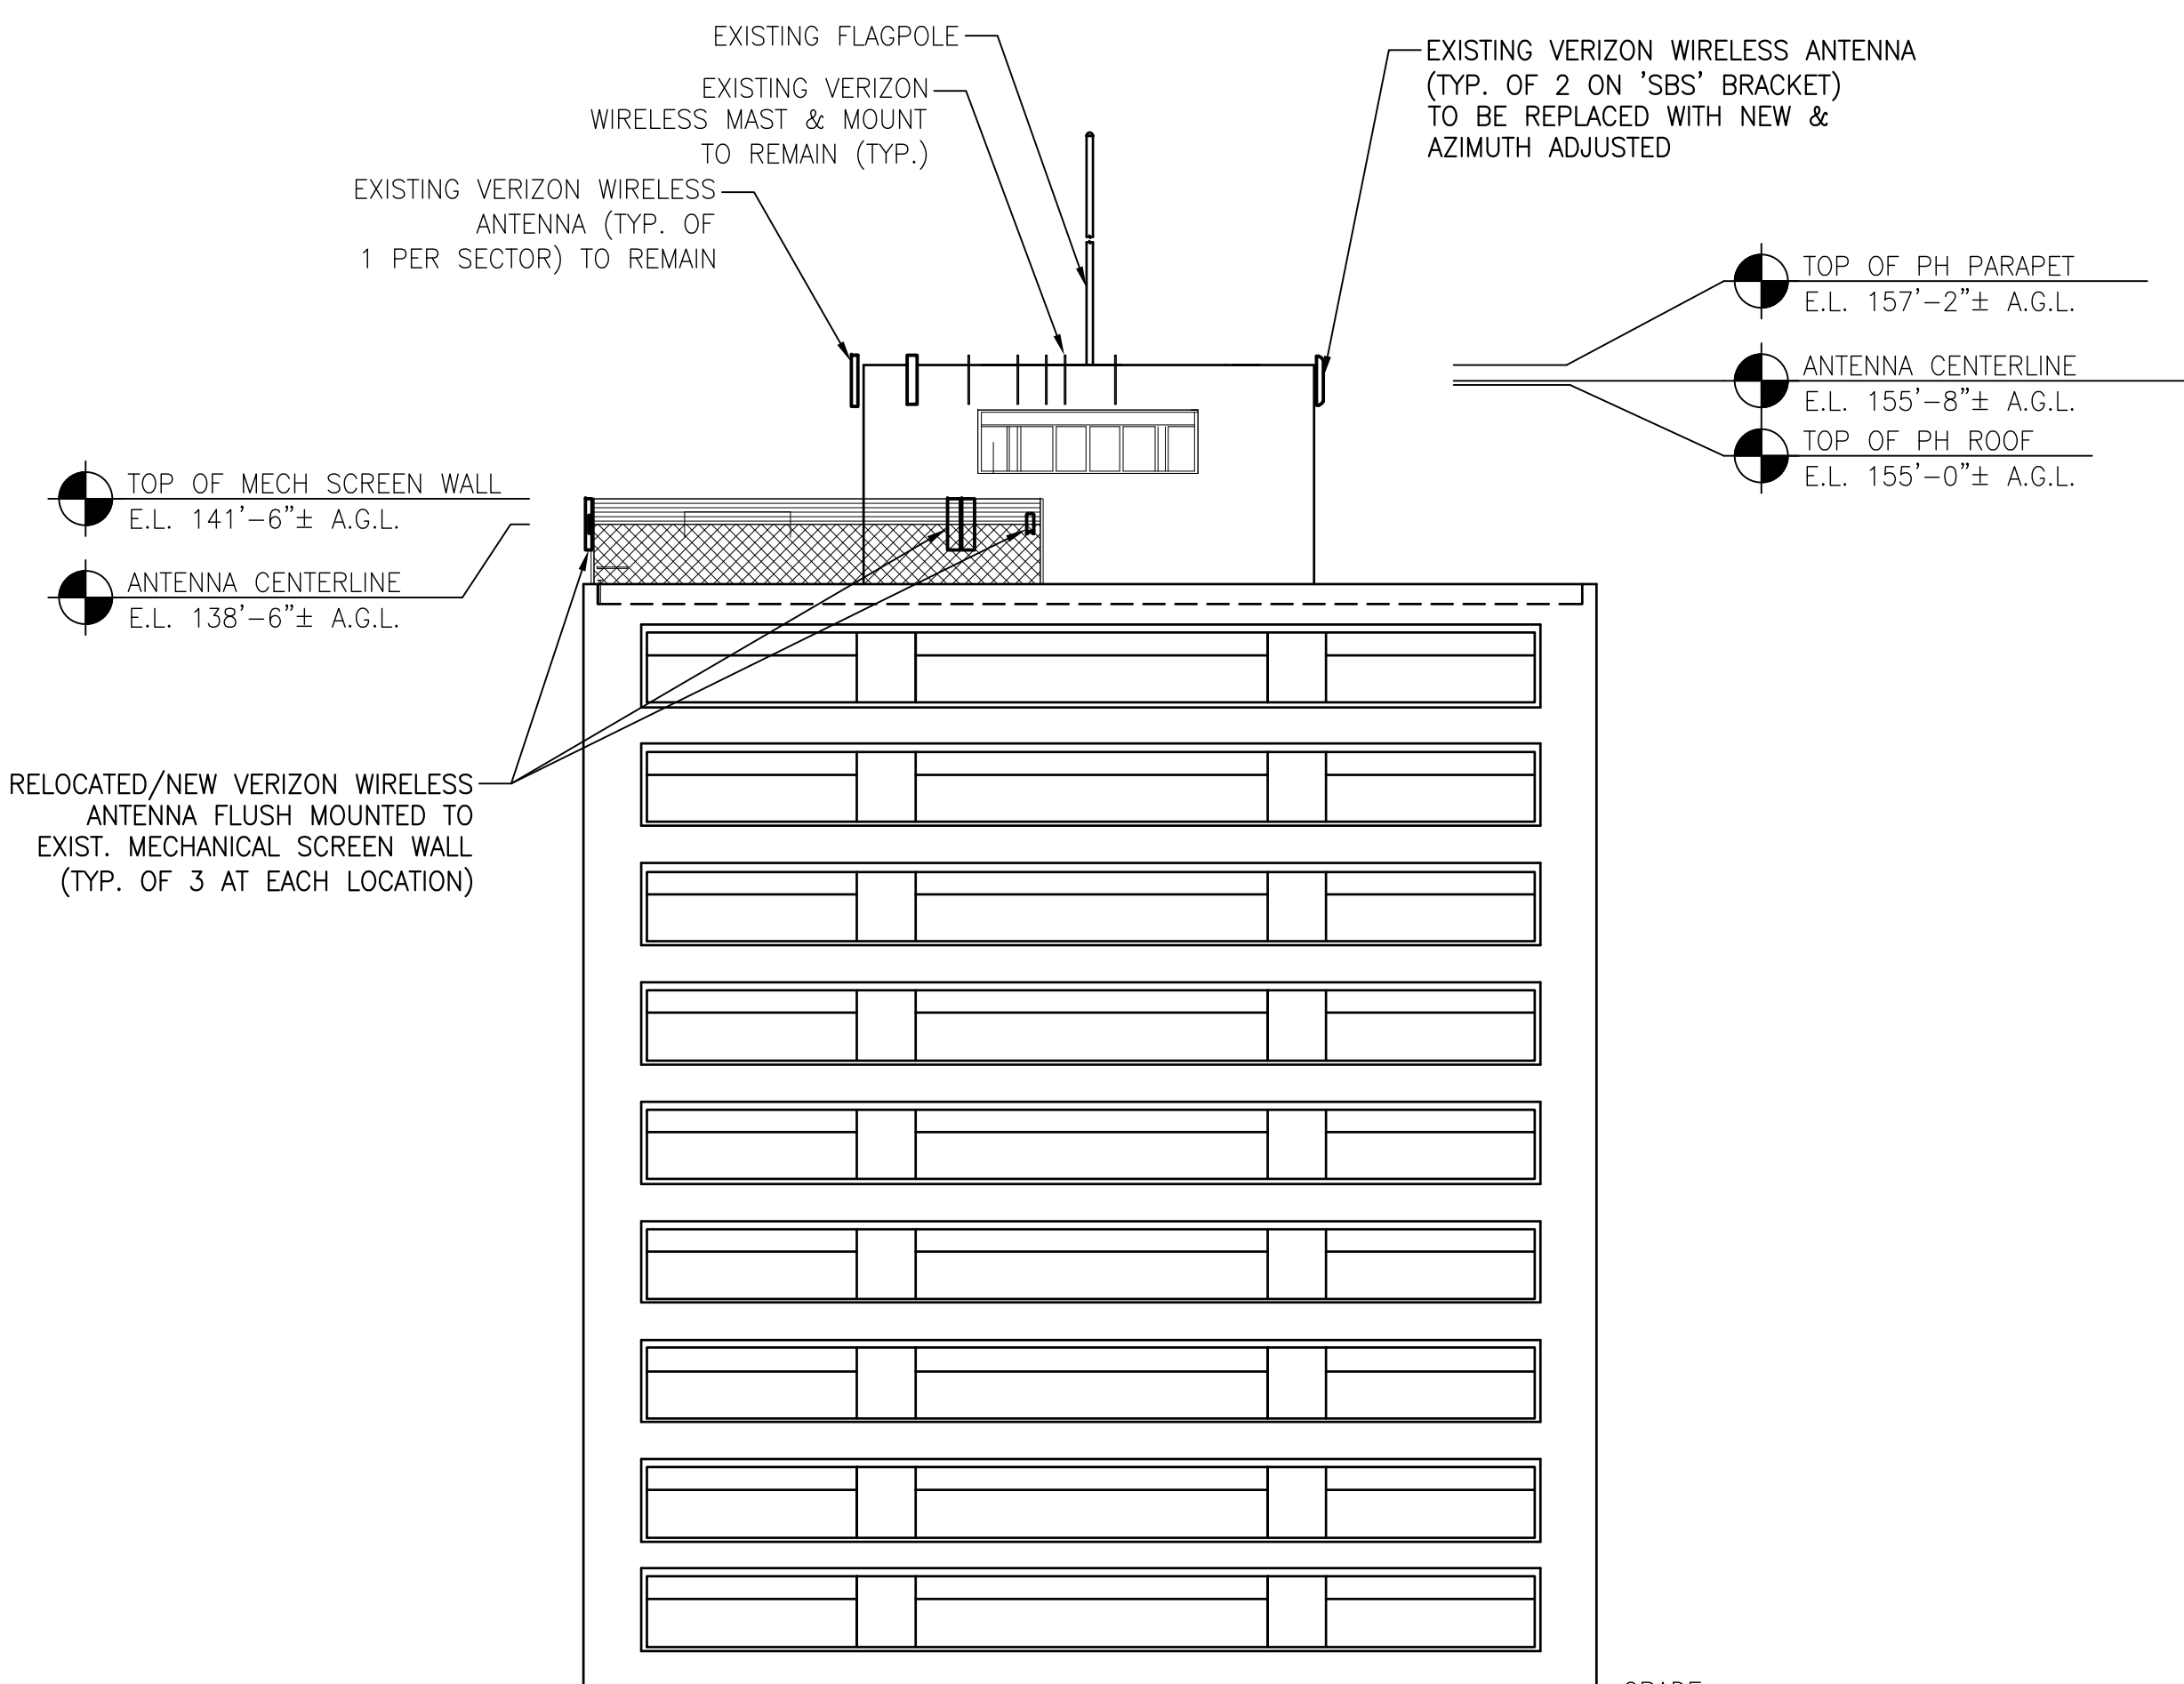 EXISTING FLAGPOLE
EXISTING VERIZON
WIRELESS MAST & MOUNT
TO REMAIN (TYP.)
EXISTING VERIZON WIRELESS
ANTENNA (TYP. OF
1 PER SECTOR) TO REMAIN
EXISTING VERIZON WIRELESS ANTENNA
(TYP. OF 2 ON 'SBS' BRACKET)
TO BE REPLACED WITH NEW &
AZIMUTH ADJUSTED
TOP OF PH PARAPET
E.L. 157'-2"± A.G.L.
ANTENNA CENTERLINE
E.L. 155'-8"± A.G.L.
TOP OF PH ROOF
E.L. 155'-0"± A.G.L.
TOP OF MECH SCREEN WALL
E.L. 141'-6"± A.G.L.
ANTENNA CENTERLINE
E.L. 138'-6"± A.G.L.
RELOCATED/NEW VERIZON WIRELESS
ANTENNA FLUSH MOUNTED TO
EXIST. MECHANICAL SCREEN WALL
(TYP. OF 3 AT EACH LOCATION)